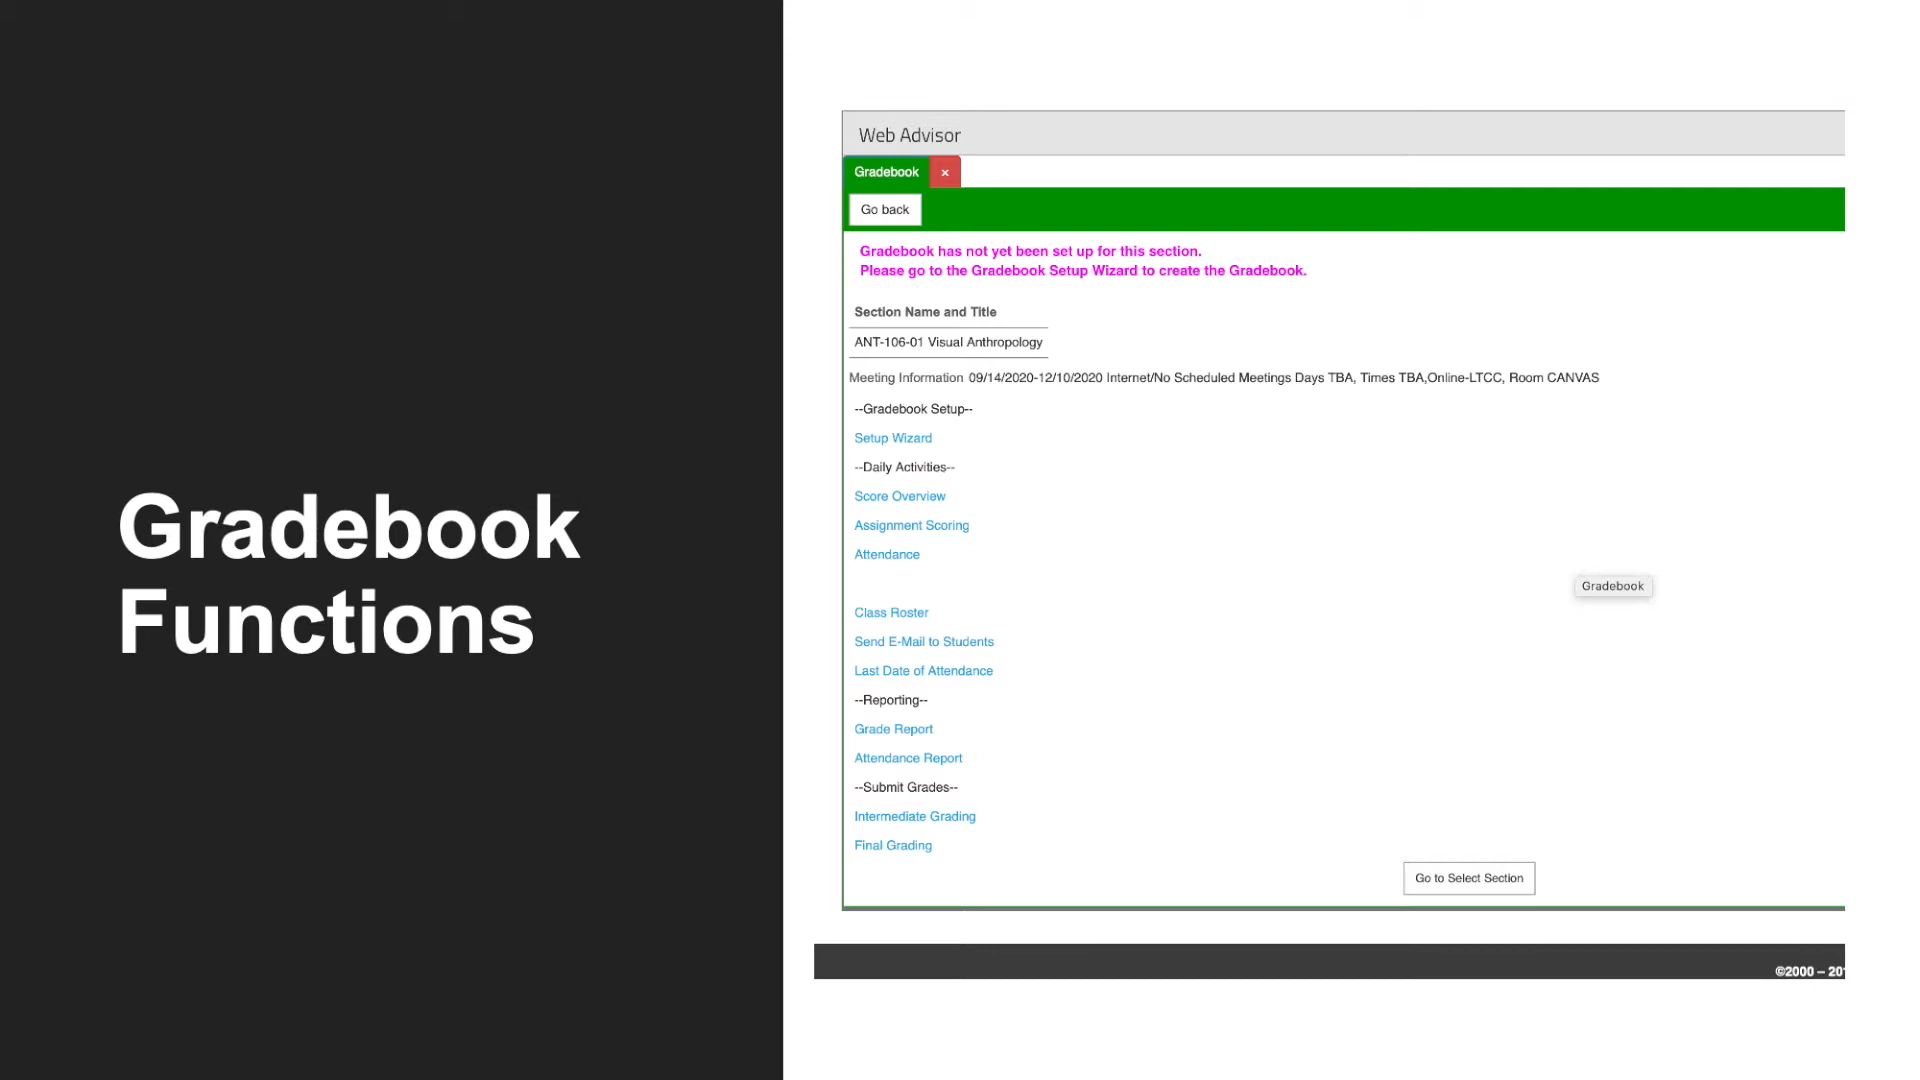 Gradebook
Functions
Web Advisor
Gradebook ×
Go back
Gradebook has not yet been set up for this section.
Please go to the Gradebook Setup Wizard to create the Gradebook.
Section Name and Title
ANT-106-01 Visual Anthropology
Meeting Information 09/14/2020-12/10/2020 Internet/No Scheduled Meetings Days TBA, Times TBA,Online-LTCC, Room CANVAS
--Gradebook Setup--
Setup Wizard
--Daily Activities--
Score Overview
Assignment Scoring
Attendance
Gradebook
Class Roster
Send E-Mail to Students
Last Date of Attendance
--Reporting--
Grade Report
Attendance Report
--Submit Grades--
Intermediate Grading
Final Grading
Go to Select Section
©2000 –